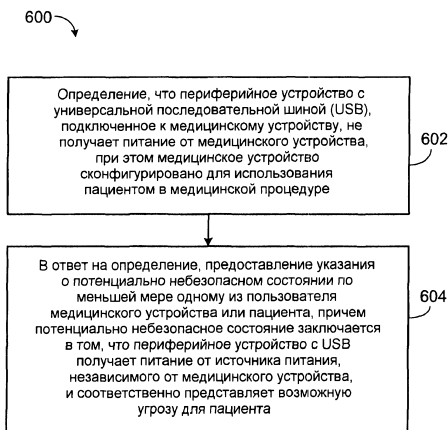 600
Определение, что периферийное устройство с
универсальной последовательной шиной (USB),
подключенное к медицинскому устройству, не
получает питание от медицинского устройства,
при этом медицинское устройство
сконфигурировано для использования
пациентом в медицинской процедуре
602
В ответ на определение, предоставление указания
о потенциально небезопасном состоянии по
меньшей мере одному из пользователя
медицинского устройства или пациента, причем
потенциально небезопасное состояние заключается
в том, что периферийное устройство с USB
получает питание от источника питания,
независимого от медицинского устройства,
и соответственно представляет возможную
угрозу для пациента
604